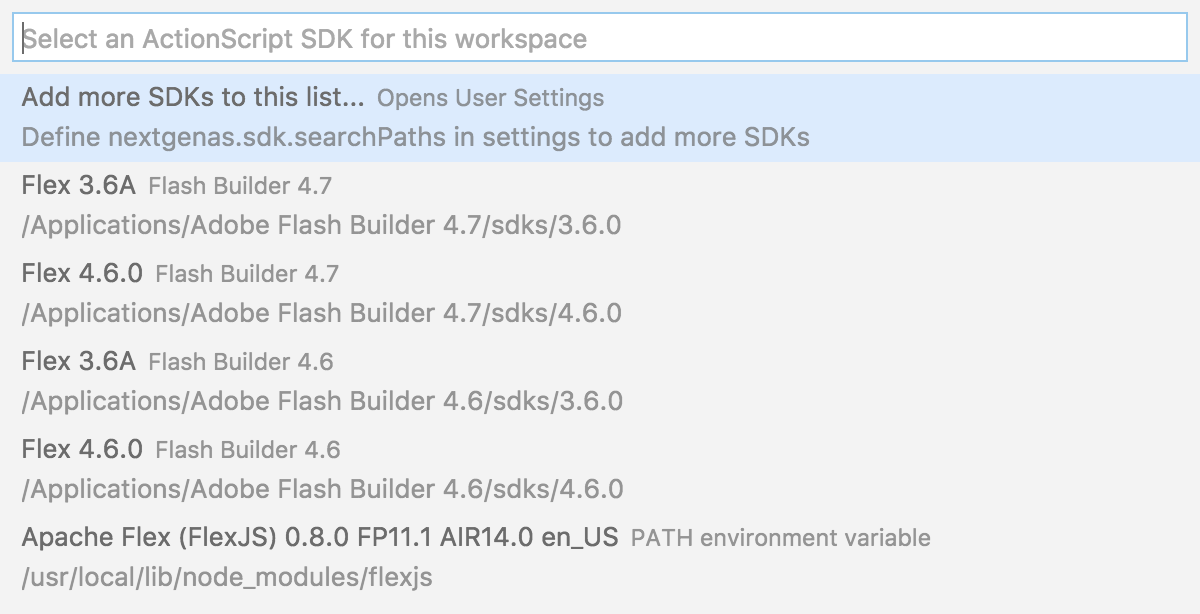 Select an ActionScript SDK for this workspace
Add more SDKs to this list... Opens User Settings
Define nextgenas.sdk.searchPaths in settings to add more SDKs
Flex 3.6A Flash Builder 4.7
/Applications/Adobe Flash Builder 4.7/sdks/3.6.0
Flex 4.6.0 Flash Builder 4.7
/Applications/Adobe Flash Builder 4.7/sdks/4.6.0
Flex 3.6A Flash Builder 4.6
/Applications/Adobe Flash Builder 4.6/sdks/3.6.0
Flex 4.6.0 Flash Builder 4.6
/Applications/Adobe Flash Builder 4.6/sdks/4.6.0
Apache Flex (FlexJS) 0.8.0 FP11.1 AIR14.0 en_US PATH environment variable
/usr/local/lib/node_modules/flexjs